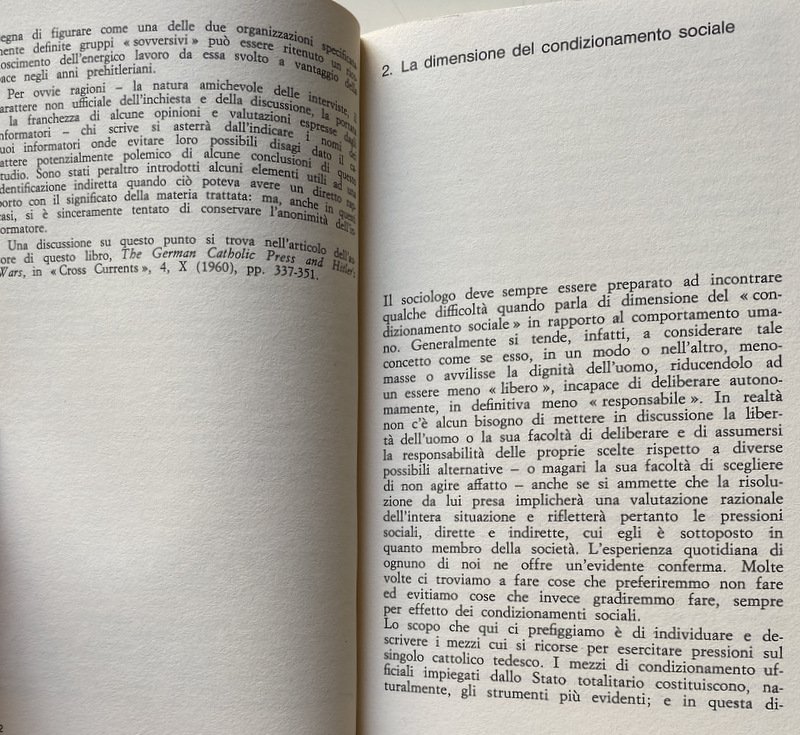 egna di figurare come una delle due organizzazioni specifica-
nente definite gruppi « sovversivi » può essere ritenuto un rico-
oscimento dell'energico lavoro da essa svolto a vantaggio della
ace negli anni prehitleriani.
Per ovvie ragioni – la natura amichevole delle interviste, il
arattere non ufficiale dell'inchiesta e della discussione, la portata
la franchezza di alcune opinioni e valutazioni espresse dagli
nformatori – chi scrive si asterrà dall'indicare i nomi dei
uoi informatori onde evitare loro possibili disagi dato il ca-
attere potenzialmente polemico di alcune conclusioni di questo
tudio. Sono stati peraltro introdotti alcuni elementi utili ad una
dentificazione indiretta quando ciò poteva avere un diretto rap-
porto con il significato della materia trattata: ma, anche in questi
asi, si è sinceramente tentato di conservare l'anonimità dell'in-
ormatore.
Una discussione su questo punto si trova nell'articolo dell'au-
ore di questo libro, The German Catholic Press and Hitler's
Wars, in « Cross Currents », 4, X (1960), pp. 337-351.
2
2. La dimensione del condizionamento sociale
Il sociologo deve sempre essere preparato ad incontrare
qualche difficoltà quando parla di dimensione del « con-
dizionamento sociale » in rapporto al comportamento uma-
no. Generalmente si tende, infatti, a considerare tale
concetto come se esso, in un modo o nell'altro, meno-
masse o avvilisse la dignità dell'uomo, riducendolo ad
un essere meno « libero », incapace di deliberare autono-
mamente, in definitiva meno « responsabile ». In realtà
non c'è alcun bisogno di mettere in discussione la liber-
tà dell'uomo o la sua facoltà di deliberare e di assumersi
la responsabilità delle proprie scelte rispetto a diverse
possibili alternative – o magari la sua facoltà di scegliere
di non agire affatto – anche se si ammette che la risolu-
zione da lui presa implicherà una valutazione razionale
dell'intera situazione e rifletterà pertanto le pressioni
sociali, dirette e indirette, cui egli è sottoposto in
quanto membro della società. L'esperienza quotidiana di
ognuno di noi ne offre un'evidente conferma. Molte
volte ci troviamo a fare cose che preferiremmo non fare
ed evitiamo cose che invece gradiremmo fare, sempre
per effetto dei condizionamenti sociali.
Lo scopo che qui ci prefiggiamo è di individuare e de-
scrivere i mezzi cui si ricorse per esercitare pressioni sul
singolo cattolico tedesco. I mezzi di condizionamento uf-
ficiali impiegati dallo Stato totalitario costituiscono, na-
turalmente, gli strumenti più evidenti; e in questa di-